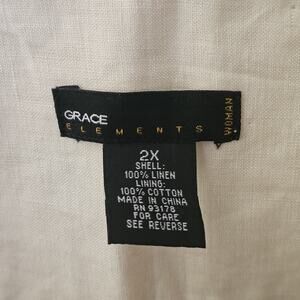 GRACE
ELEMENTS
WOMAN
2X
SHELL:
100% LINEN
LINING:
100% COTTON
MADE IN CHINA
RN 93178
FOR CARE
SEE REVERSE